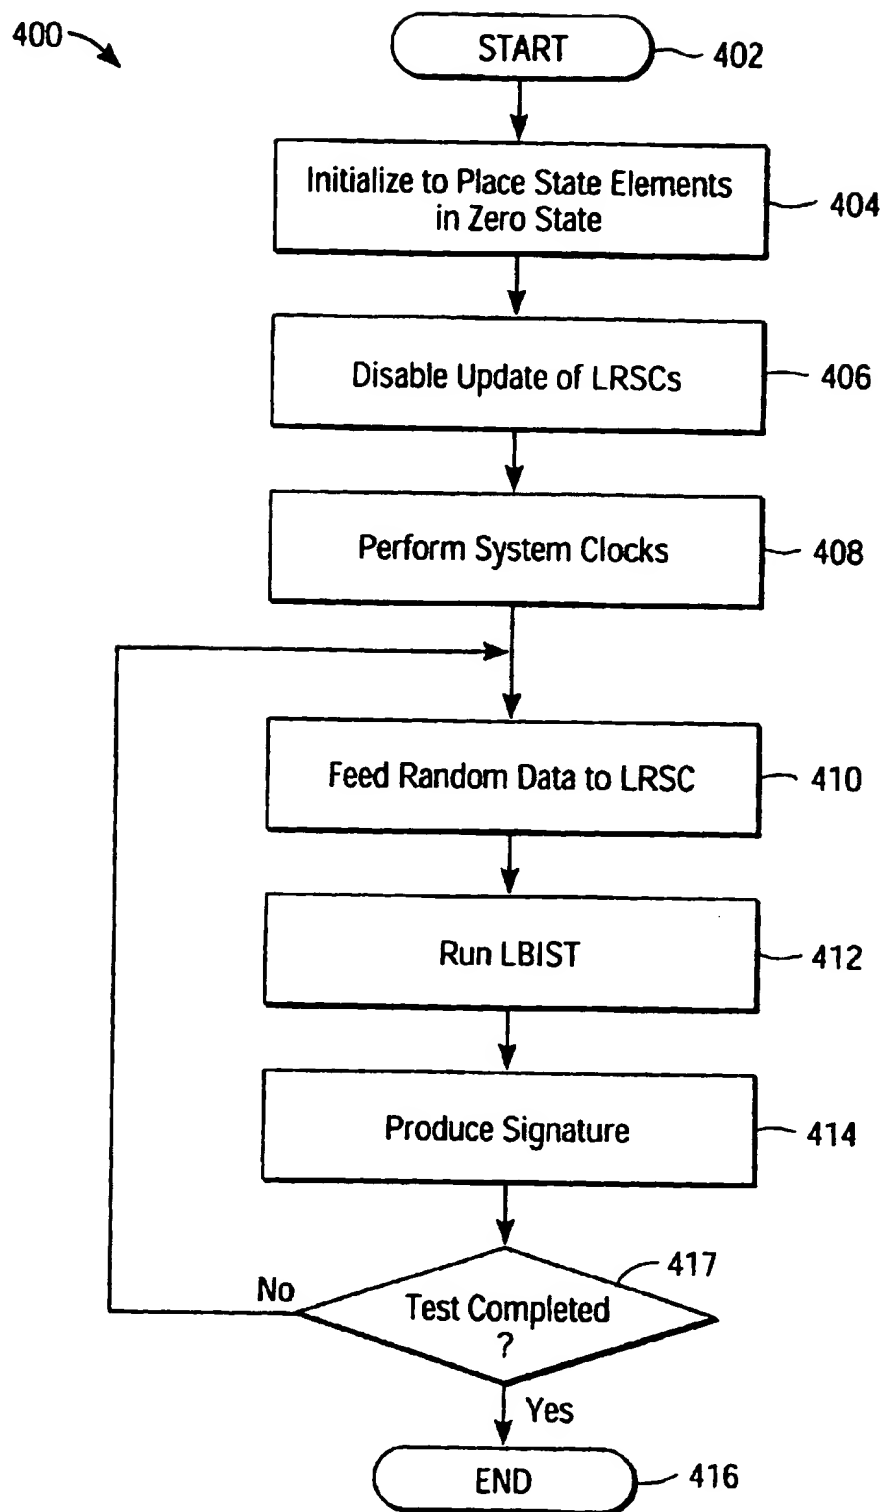 400
START
402
Initialize to Place State Elements
in Zero State
404
Disable Update of LRSCs
406
Perform System Clocks
408
Feed Random Data to LRSC
410
Run LBIST
412
Produce Signature
414
417
No
Test Completed
?
Yes
END
416